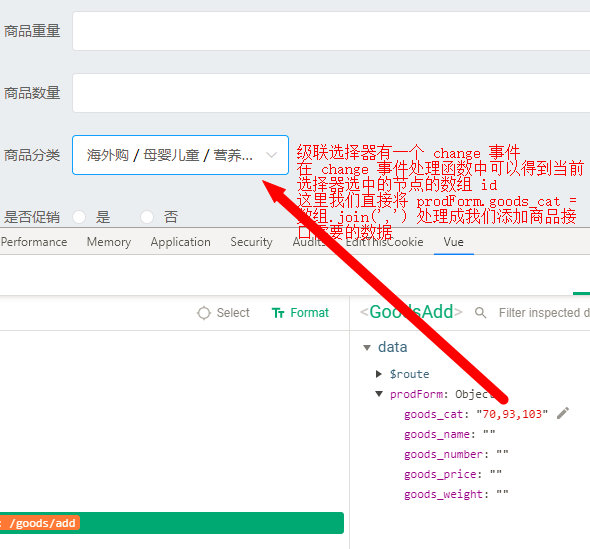 商品重量
商品数量
商品分类
海外购 / 母婴儿童 / 营养...
级联选择器有一个 change 事件
在 change 事件处理函数中可以得到当前
选择器选中的节点的数组 id
这里我们直接将 prodForm.goods_cat =
数组.join(',') 处理成我们添加商品接
口需要的数据
是否促销 是 否
Performance Memory Application Security Audits EditThisCookie Vue
Select Format <GoodsAdd> Filter inspected d
data
$route
prodForm: Object
goods_cat: "70,93,103"
goods_name: ""
goods_number: ""
goods_price: ""
goods_weight: ""
: /goods/add